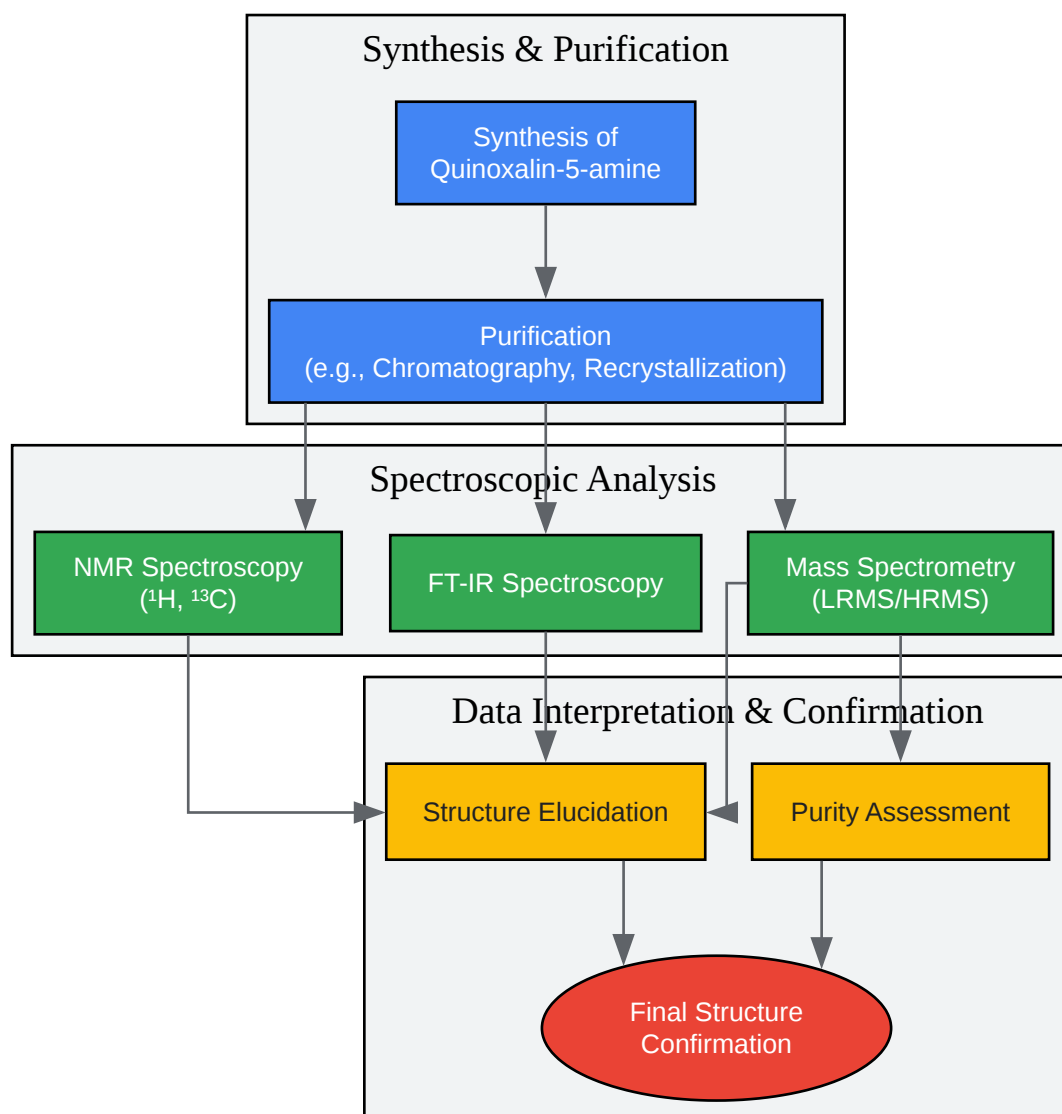 Synthesis & Purification
Synthesis of
Quinoxalin-5-amine
Purification
(e.g., Chromatography, Recrystallization)
Spectroscopic Analysis
NMR Spectroscopy
(¹H, ¹³C)
FT-IR Spectroscopy
Mass Spectrometry
(LRMS/HRMS)
Data Interpretation & Confirmation
Structure Elucidation
Purity Assessment
Final Structure
Confirmation